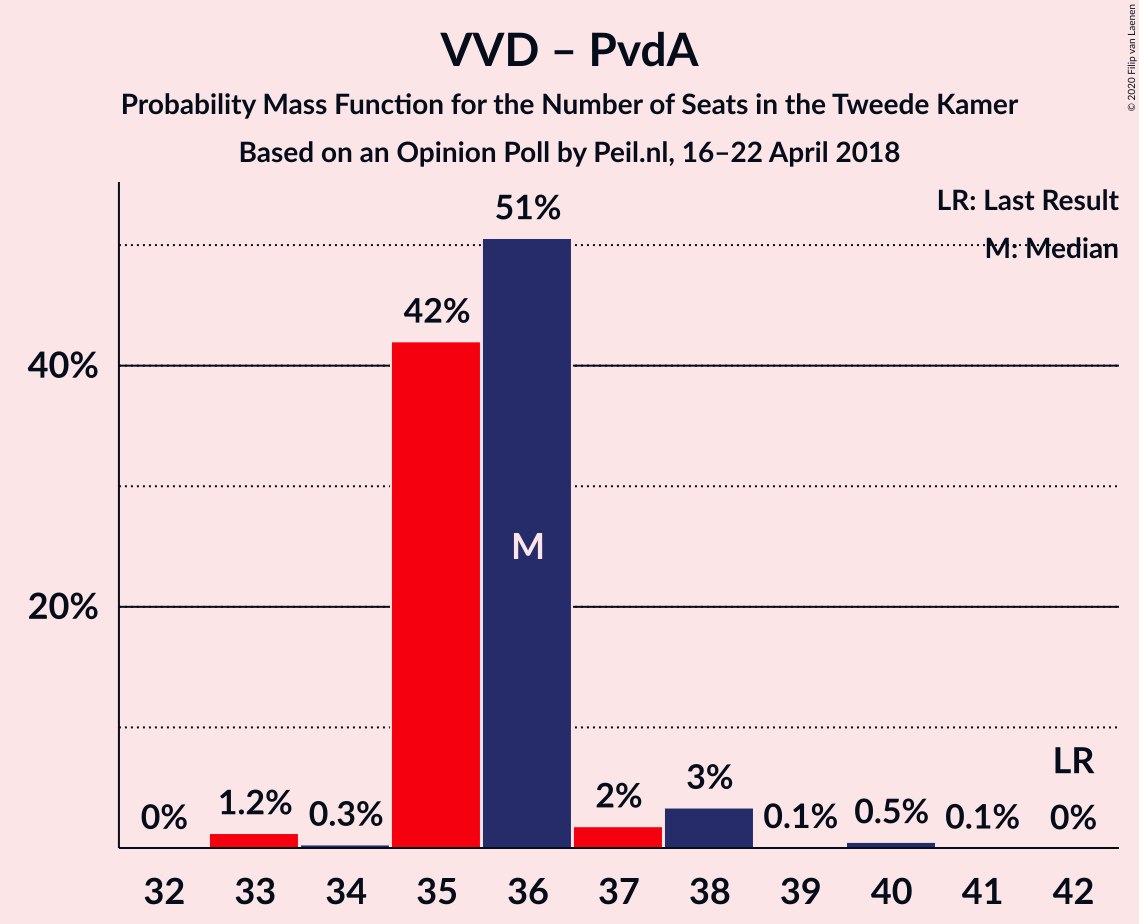 VVD – PvdA
Probability Mass Function for the Number of Seats in the Tweede Kamer
Based on an Opinion Poll by Peil.nl, 16–22 April 2018
© 2020 Filip van Laenen
LR: Last Result
M: Median
51%
42%
40%
M
20%
LR
0%
1.2%
0.3%
2%
3%
0.1%
0.5%
0.1%
0%
32 33 34 35 36 37 38 39 40 41 42